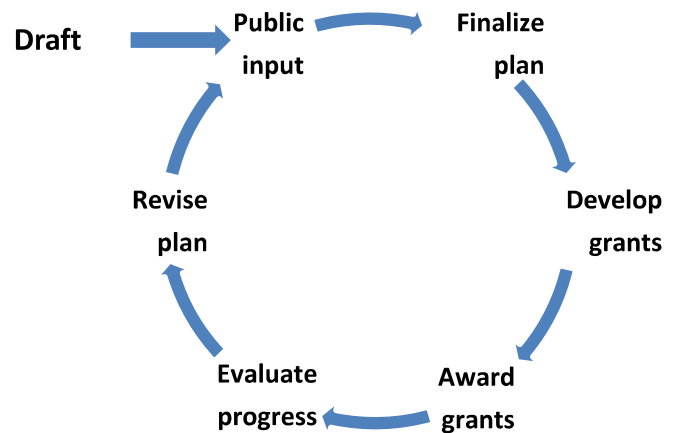 Draft
Public
input
Finalize
plan
Develop
grants
Award
grants
Evaluate
progress
Revise
plan